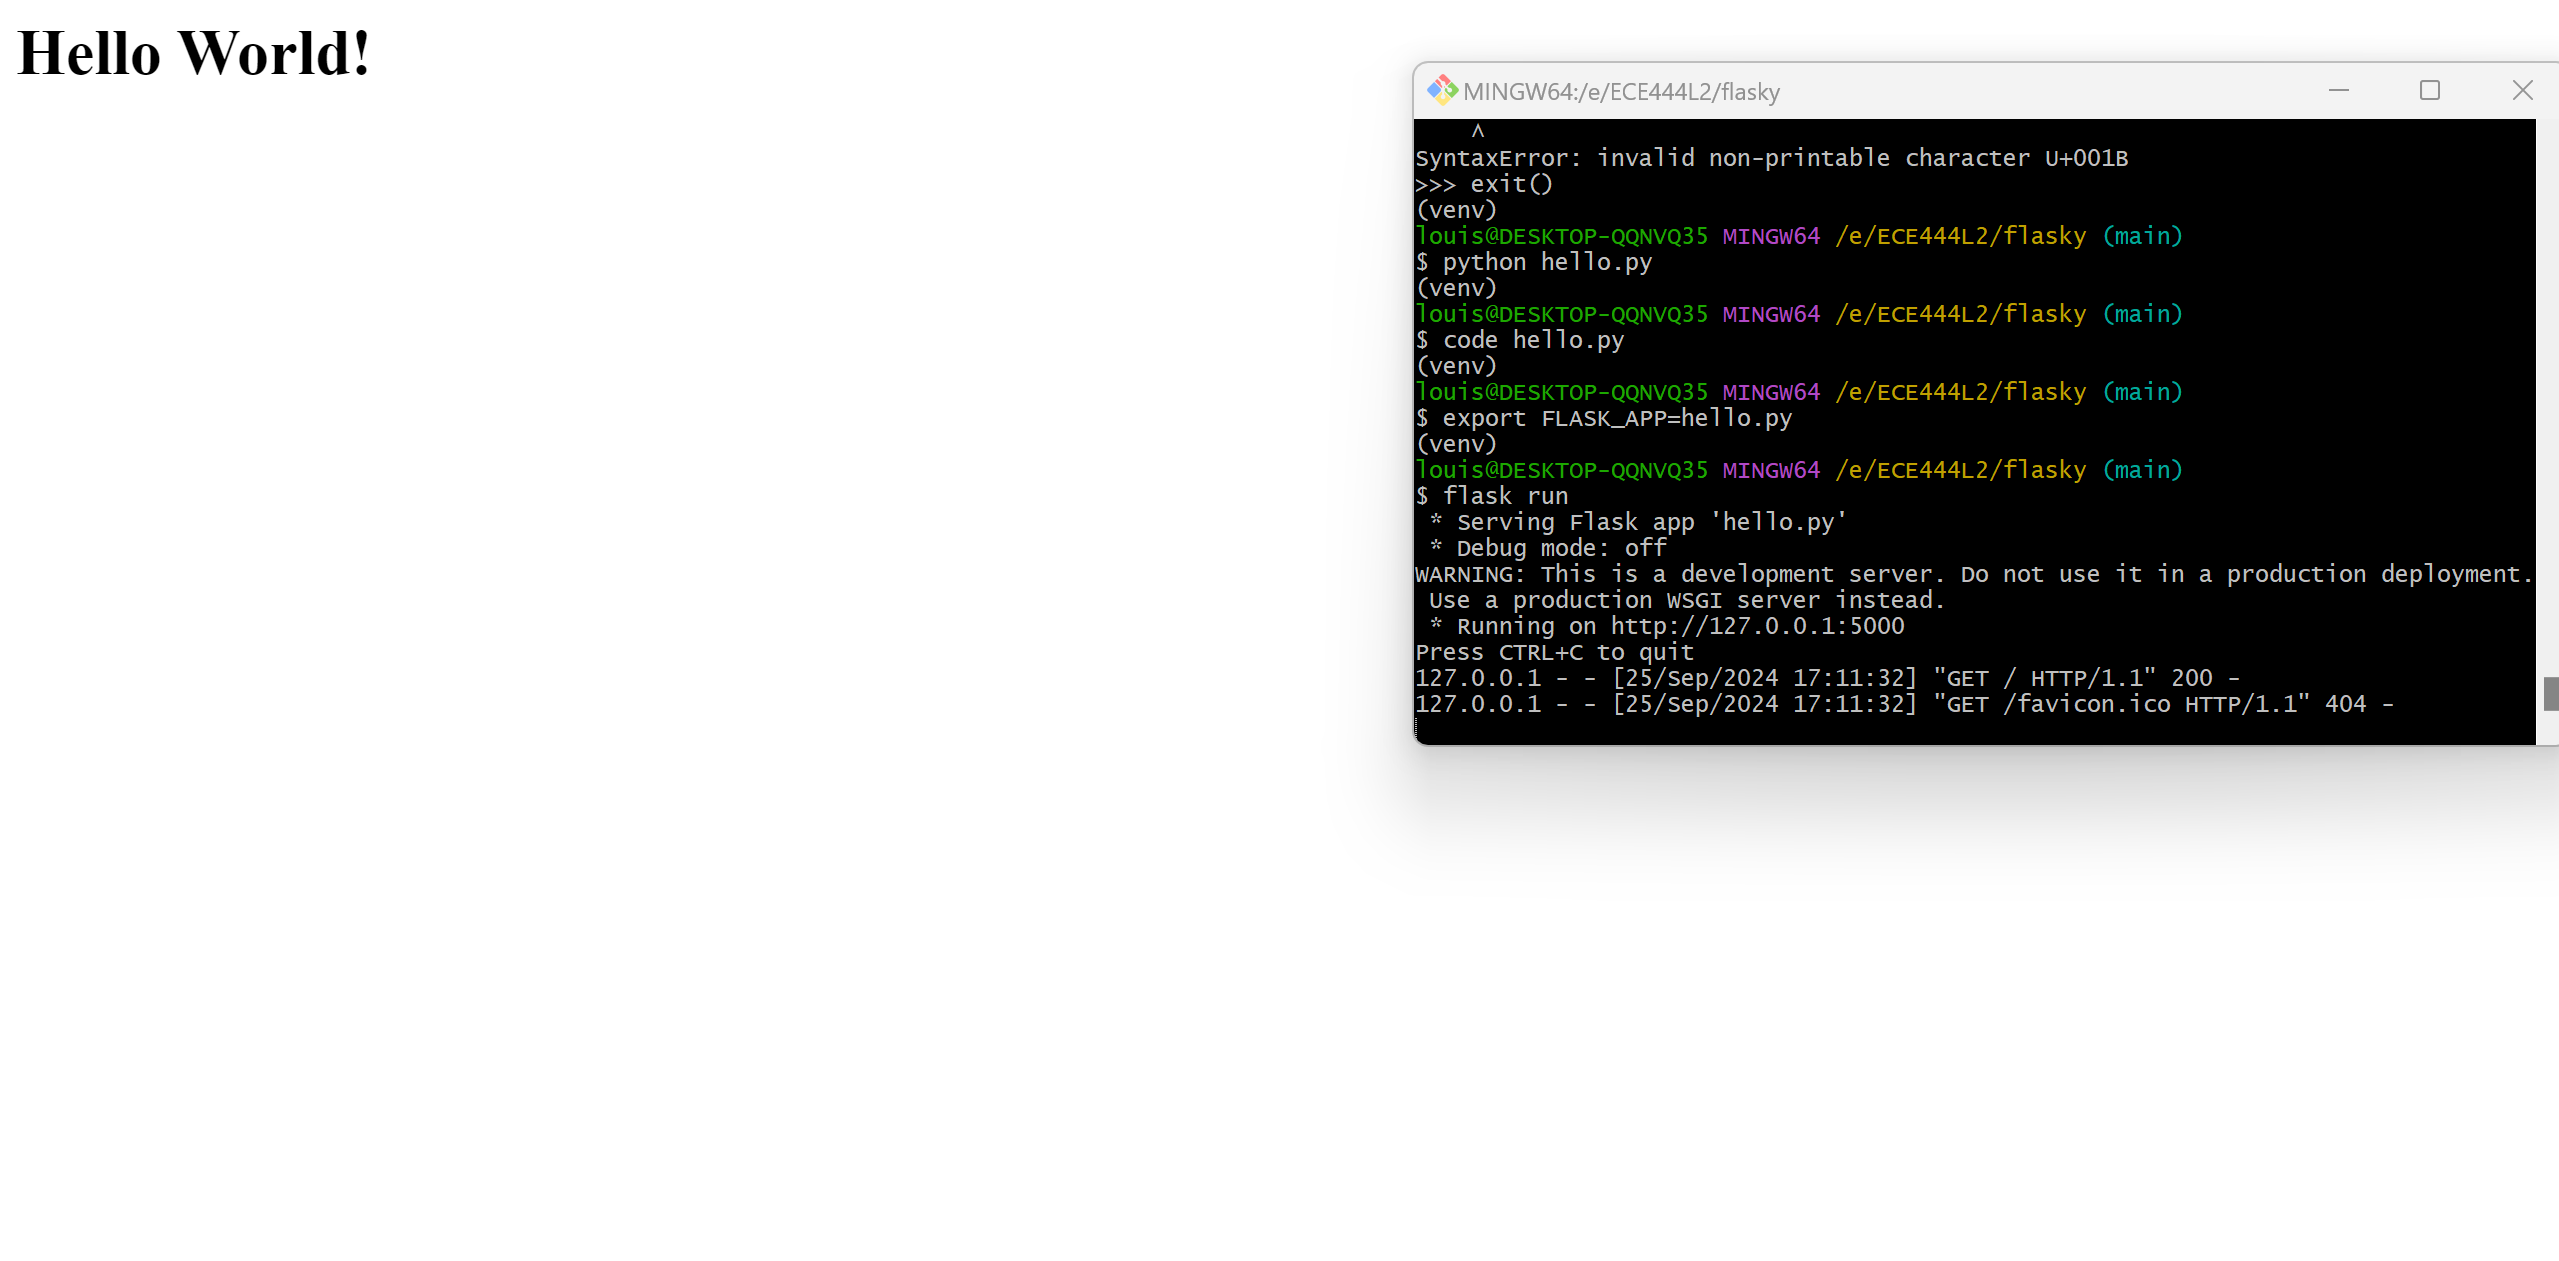 Hello World!
MINGW64:/e/ECE444L2/flasky
^
SyntaxError: invalid non-printable character U+001B
>>> exit()
(venv)
louis@DESKTOP-QQNVQ35 MINGW64 /e/ECE444L2/flasky (main)
$ python hello.py
(venv)
louis@DESKTOP-QQNVQ35 MINGW64 /e/ECE444L2/flasky (main)
$ code hello.py
(venv)
louis@DESKTOP-QQNVQ35 MINGW64 /e/ECE444L2/flasky (main)
$ export FLASK_APP=hello.py
(venv)
louis@DESKTOP-QQNVQ35 MINGW64 /e/ECE444L2/flasky (main)
$ flask run
 * Serving Flask app 'hello.py'
 * Debug mode: off
WARNING: This is a development server. Do not use it in a production deployment.
 Use a production WSGI server instead.
 * Running on http://127.0.0.1:5000
Press CTRL+C to quit
127.0.0.1 - - [25/Sep/2024 17:11:32] "GET / HTTP/1.1" 200 -
127.0.0.1 - - [25/Sep/2024 17:11:32] "GET /favicon.ico HTTP/1.1" 404 -